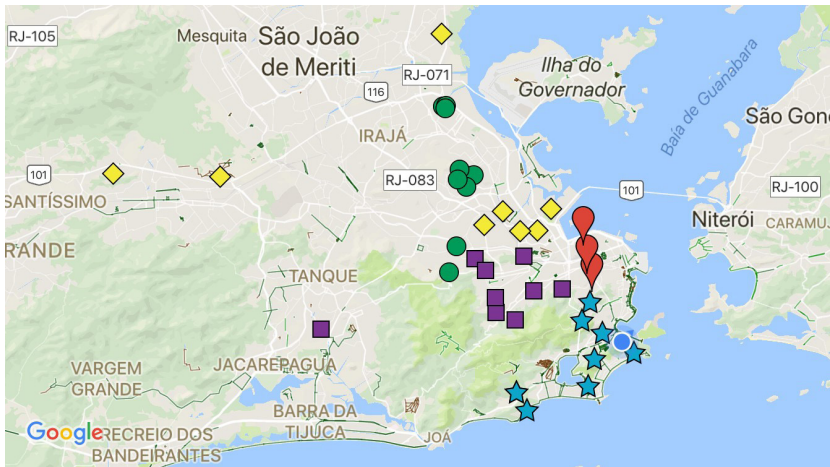 RJ-105
Mesquita
São João
de Meriti
RJ-071
Ilha do
Governador
116
Baía de Guanabara
São Gonç
IRAJÁ
101
RJ-083
101
RJ-100
SANTÍSSIMO
Niterói
CARAMUJ
RANDE
TANQUE
VARGEM
GRANDE
JACAREPAGUÁ
BARRA DA
TIJUCA
JOÁ
Google
RECREIO DOS
BANDEIRANTES